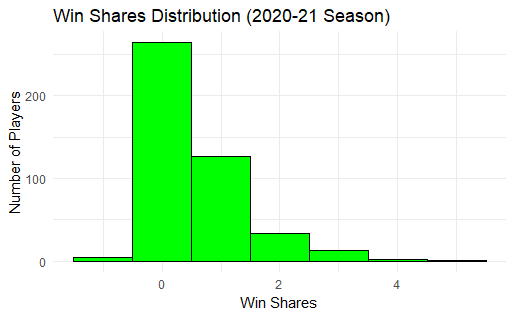 Win Shares Distribution (2020-21 Season)
Number of Players
200
100
0
0 2 4
Win Shares